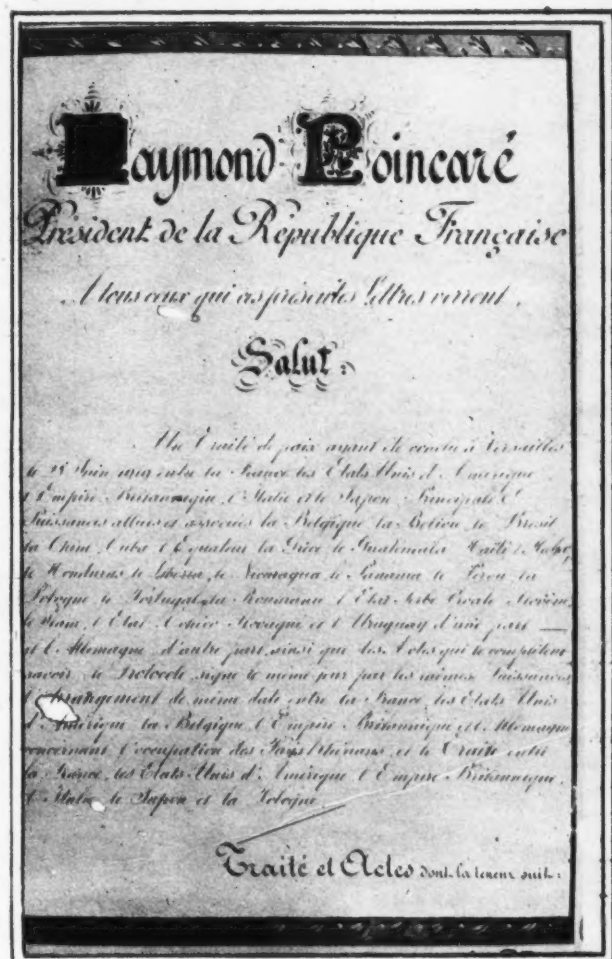 Raymond Poincaré
Président de la République Française
A tous ceux qui ces présentes Lettres verront,
Salut:
Un Traité de paix ayant été conclu à Versailles
le 28 Juin 1919 entre la France, les Etats Unis d'Amérique
l'Empire Britannique, l'Italie et le Japon, Principales
Puissances alliées et associées, la Belgique, la Bolivie, le Brésil
la Chine, Cuba, l'Equateur, la Grèce, le Guatemala, Haïti,
le Honduras, le Libéria, le Nicaragua, le Panama, le Pérou, la
Pologne, le Portugal, la Roumanie, l'Etat Serbe Croate Slovène,
le Siam, l'Etat Tchéco Slovaque et l'Uruguay d'une part
et l'Allemagne d'autre part, ainsi que les Actes qui le complètent
savoir: le Protocole signé le même jour par les mêmes Puissances
l'Arrangement de même date entre la France, les Etats Unis
d'Amérique, la Belgique, l'Empire Britannique et l'Allemagne
concernant l'occupation des Pays Rhénans, et le Traité entre
la France, les Etats Unis d'Amérique, l'Empire Britannique,
l'Italie, le Japon et la Pologne
Traité et Actes dont la teneur suit: